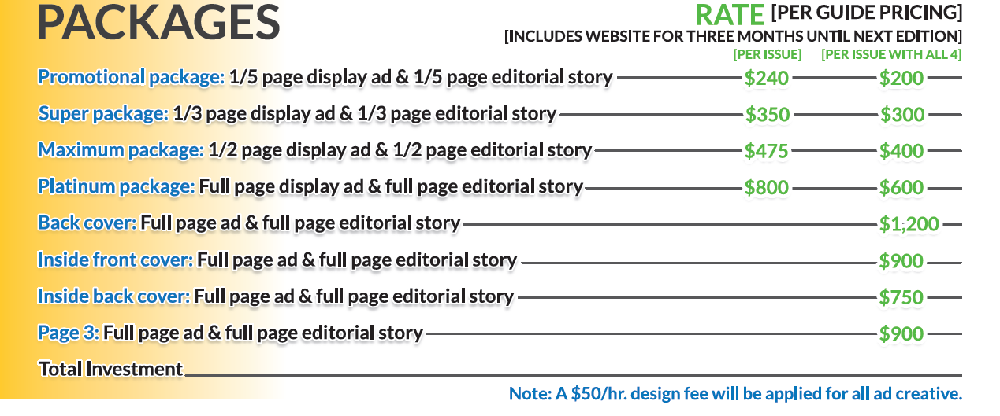 PACKAGES
RATE [PER GUIDE PRICING]
[INCLUDES WEBSITE FOR THREE MONTHS UNTIL NEXT EDITION]
[PER ISSUE] [PER ISSUE WITH ALL 4]
Promotional package: 1/5 page display ad & 1/5 page editorial story $240 $200
Super package: 1/3 page display ad & 1/3 page editorial story $350 $300
Maximum package: 1/2 page display ad & 1/2 page editorial story $475 $400
Platinum package: Full page display ad & full page editorial story $800 $600
Back cover: Full page ad & full page editorial story $1,200
Inside front cover: Full page ad & full page editorial story $900
Inside back cover: Full page ad & full page editorial story $750
Page 3: Full page ad & full page editorial story $900
Total Investment
Note: A $50/hr. design fee will be applied for all ad creative.